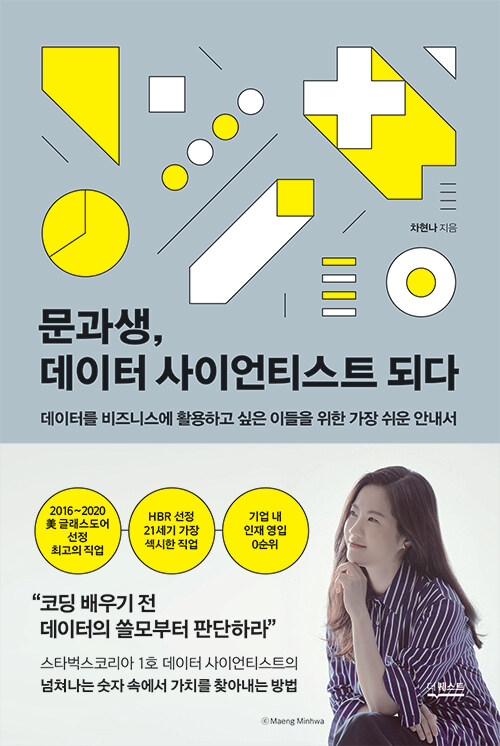 차현나 지음
문과생,
데이터 사이언티스트 되다
데이터를 비즈니스에 활용하고 싶은 이들을 위한 가장 쉬운 안내서
2016~2020
美 글래스도어
선정
최고의 직업
HBR 선정
21세기 가장
섹시한 직업
기업 내
인재 영입
0순위
“코딩 배우기 전
데이터의 쓸모부터 판단하라”
스타벅스코리아 1호 데이터 사이언티스트의
넘쳐나는 숫자 속에서 가치를 찾아내는 방법
더퀘스트
ⓒMaeng Minhwa